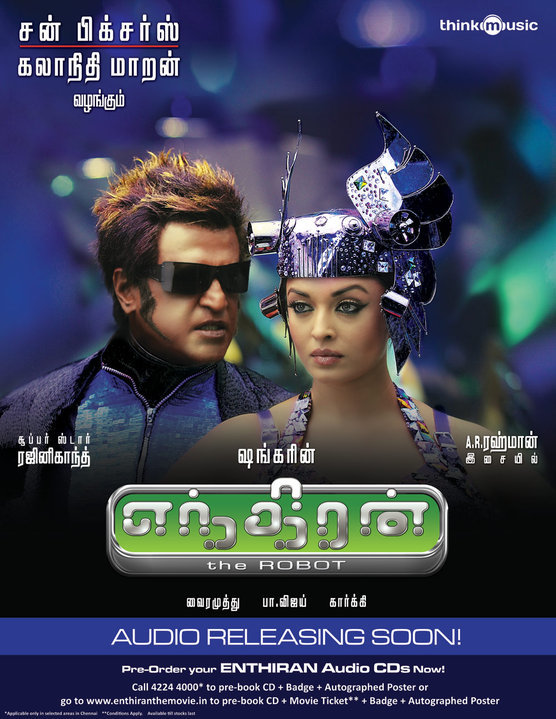 சன் பிக்சர்ஸ்
கலாநிதி மாறன்
வழங்கும்
think music
சூப்பர் ஸ்டார்
ரஜினிகாந்த்
ஷங்கரின்
A.R.ரஹ்மான்
இசையில்
எந்திரன்
the ROBOT
வைரமுத்து பா.விஜய் கார்க்கி
AUDIO RELEASING SOON!
Pre-Order your ENTHIRAN Audio CDs Now!
Call 4224 4000* to pre-book CD + Badge + Autographed Poster or
go to www.enthiranthemovie.in to pre-book CD + Movie Ticket** + Badge + Autographed Poster
*Applicable only in selected areas in Chennai **Conditions Apply. Available till stocks last